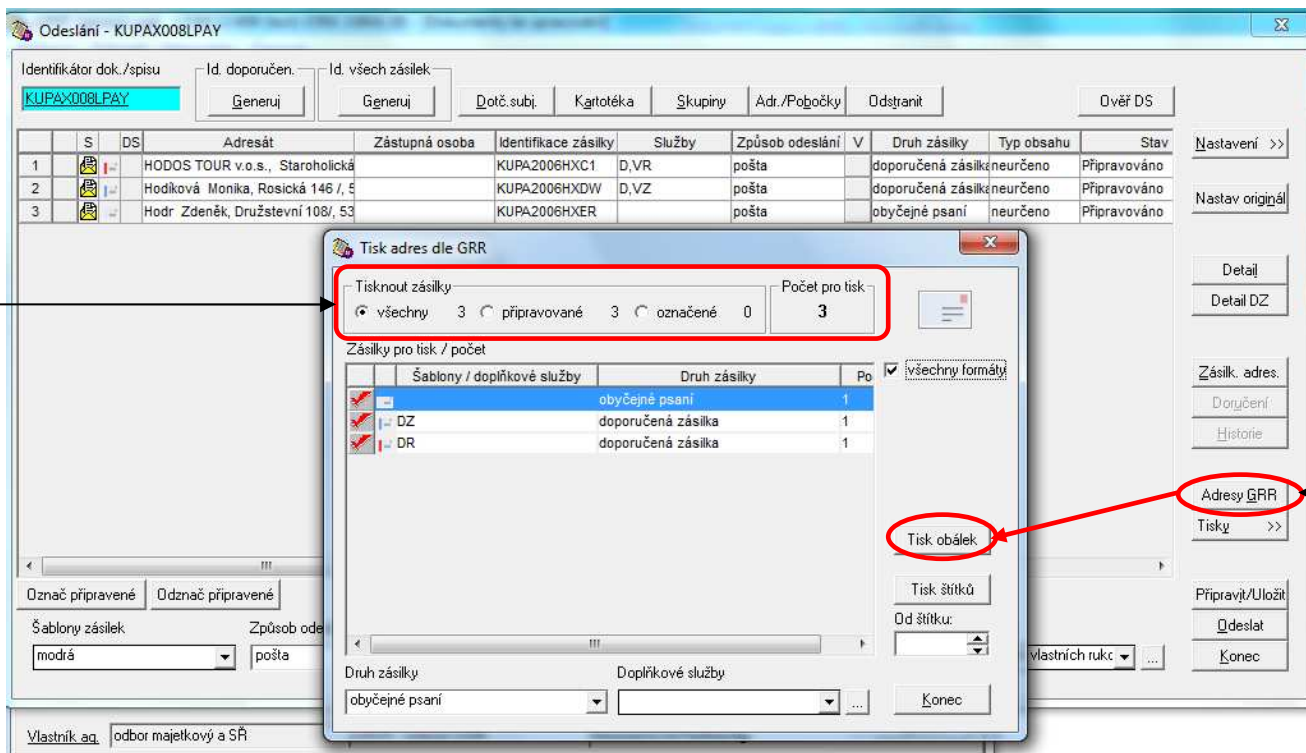 Odeslání - KUPAX008LPAY
Identifikátor dok./spisu Id. doporučen. Id. všech zásilek
KUPAX008LPAY Generuj Generuj Dotč.subj. Kartotéka Skupiny Adr./Pobočky Odstranit Ověř DS
S DS Adresát Zástupná osoba Identifikace zásilky Služby Způsob odeslání V Druh zásilky Typ obsahu Stav Nastavení >>
1 HODOS TOUR v.o.s., Staroholická KUPA2006HXC1 D,VR pošta doporučená zásilka neurčeno Připravováno
2 Hodíková Monika, Rosická 146 /, 5 KUPA2006HXDW D,VZ pošta doporučená zásilka neurčeno Připravováno
Nastav originál
3 Hodr Zdeněk, Družstevní 108/, 53 KUPA2006HXER pošta obyčejné psaní neurčeno Připravováno
Tisk adres dle GRR
Tisknout zásilky Počet pro tisk
všechny 3 připravované 3 označené 0 3
Detail
Detail DZ
Zásilky pro tisk / počet
Šablony / doplňkové služby Druh zásilky Po všechny formáty
obyčejné psaní 1
DZ doporučená zásilka 1
DR doporučená zásilka 1
Zásilk. adres.
Doručení
Historie
Adresy GRR
Tisky >>
Tisk obálek
Tisk štítků
Od štítku:
Označ připravené Odznač připravené Připravit/Uložit
Šablony zásilek Způsob ode Odeslat
modrá pošta vlastních ruko ... Konec
Druh zásilky Doplňkové služby
obyčejné psaní ... Konec
Vlastník ag. odbor majetkový a SŘ